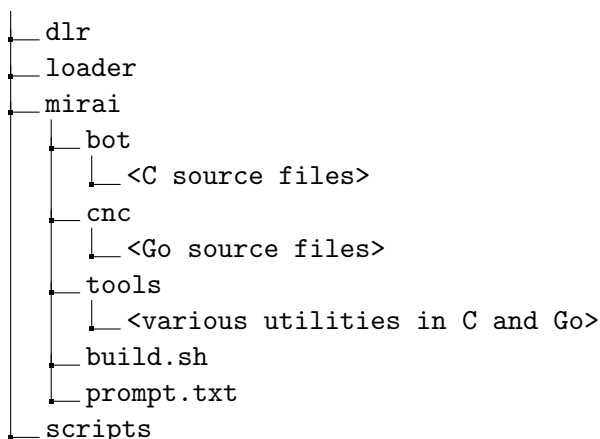 dlr
loader
mirai
bot
<C source files>
cnc
<Go source files>
tools
<various utilities in C and Go>
build.sh
prompt.txt
scripts